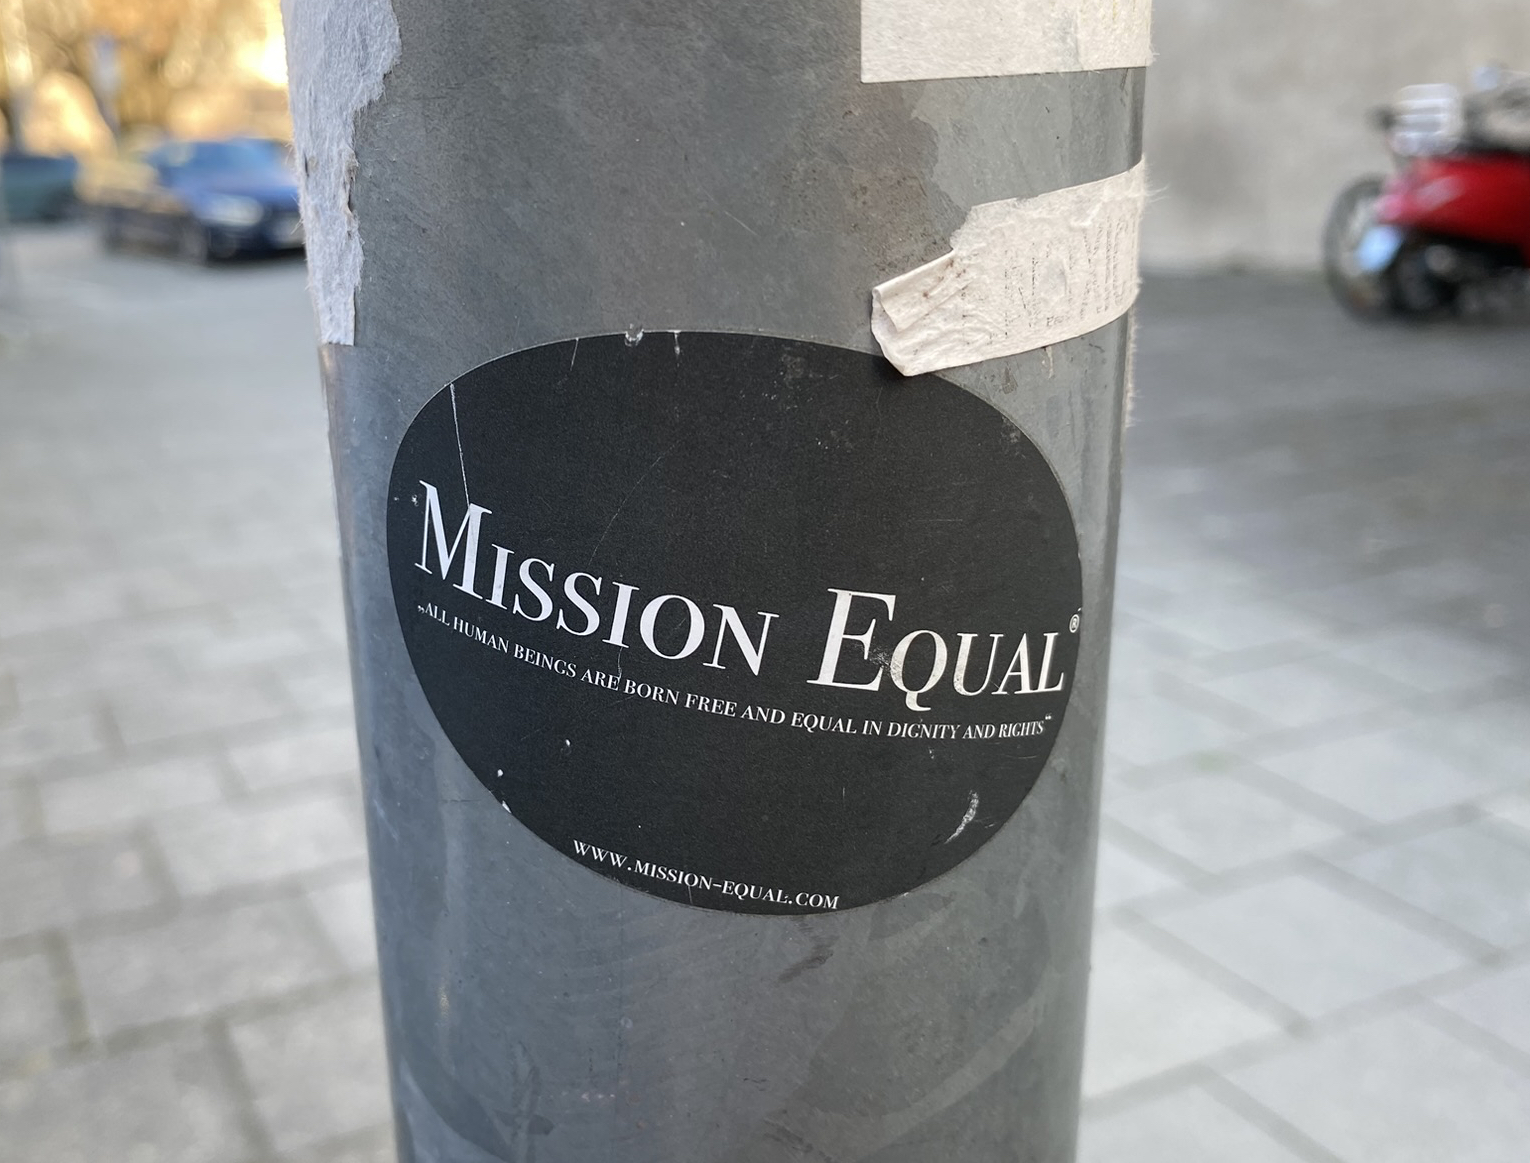 Mission Equal®
„All human beings are born free and equal in dignity and rights“
www.mission-equal.com